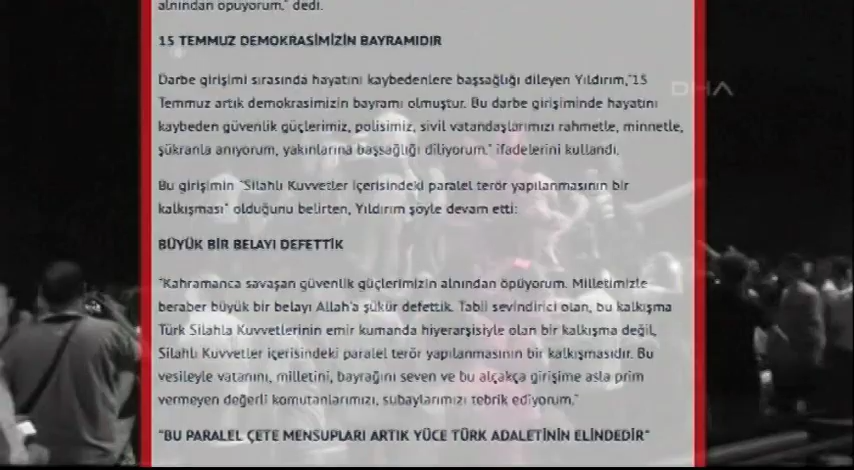 alnından öpüyorum," dedi.
15 TEMMUZ DEMOKRASİMİZİN BAYRAMIDIR
Darbe girişimi sırasında hayatını kaybedenlere başsağlığı dileyen Yıldırım,"15
Temmuz artık demokrasimizin bayramı olmuştur. Bu darbe girişiminde hayatını
kaybeden güvenlik güçlerimiz, polisimiz, sivil vatandaşlarımızı rahmetle, minnetle,
şükranla anıyorum, yakınlarına başsağlığı diliyorum." ifadelerini kullandı.
Bu girişimin "Silahlı Kuvvetler içerisindeki paralel terör yapılanmasının bir
kalkışması" olduğunu belirten, Yıldırım şöyle devam etti:
BÜYÜK BİR BELAYI DEFETTİK
"Kahramanca savaşan güvenlik güçlerimizin alnından öpüyorum. Milletimizle
beraber büyük bir belayı Allah'a şükür defettik. Tabii sevindirici olan, bu kalkışma
Türk Silahla Kuvvetlerinin emir kumanda hiyerarşisiyle olan bir kalkışma değil,
Silahlı Kuvvetler içerisindeki paralel terör yapılanmasının bir kalkışmasıdır. Bu
vesileyle vatanını, milletini, bayrağını seven ve bu alçakça girişime asla prim
vermeyen değerli komutanlarımızı, subaylarımızı tebrik ediyorum."
"BU PARALEL ÇETE MENSUPLARI ARTIK YÜCE TÜRK ADALETİNİN ELİNDEDİR"
DHA